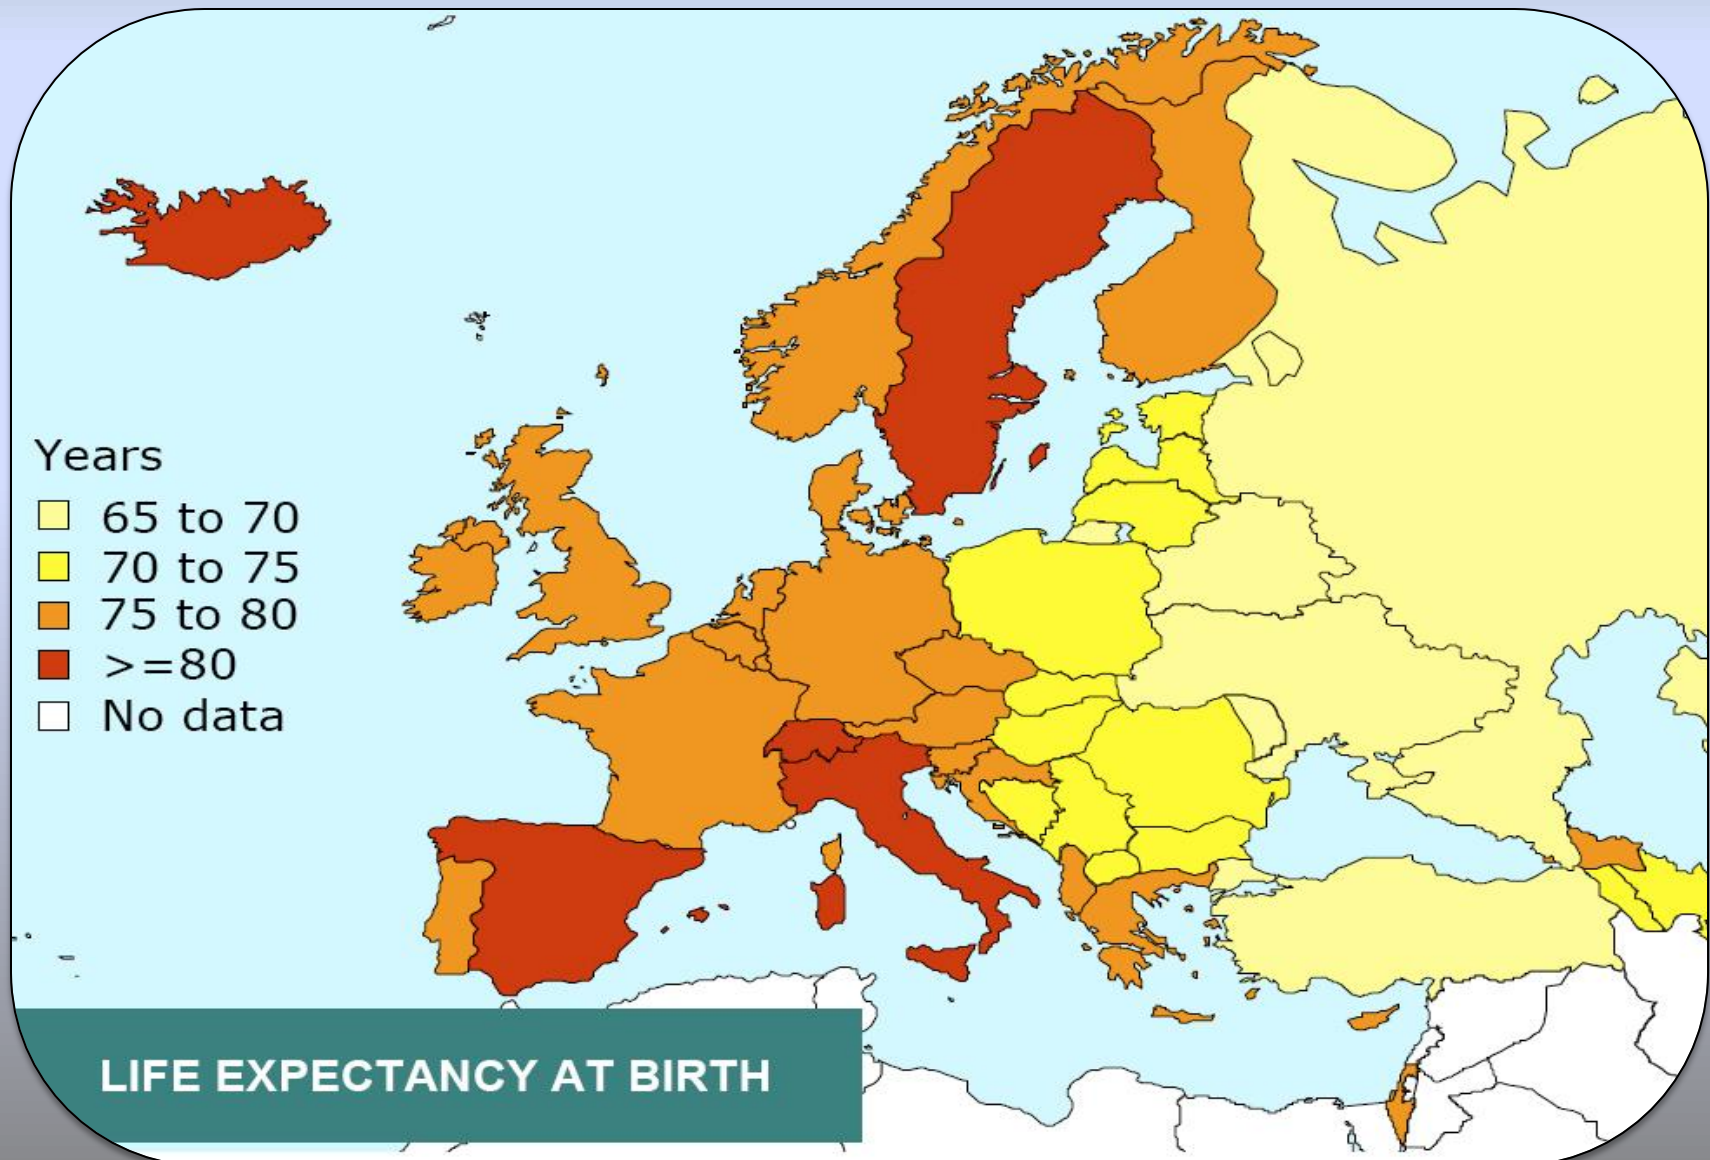 Years
65 to 70
70 to 75
75 to 80
>=80
No data
LIFE EXPECTANCY AT BIRTH